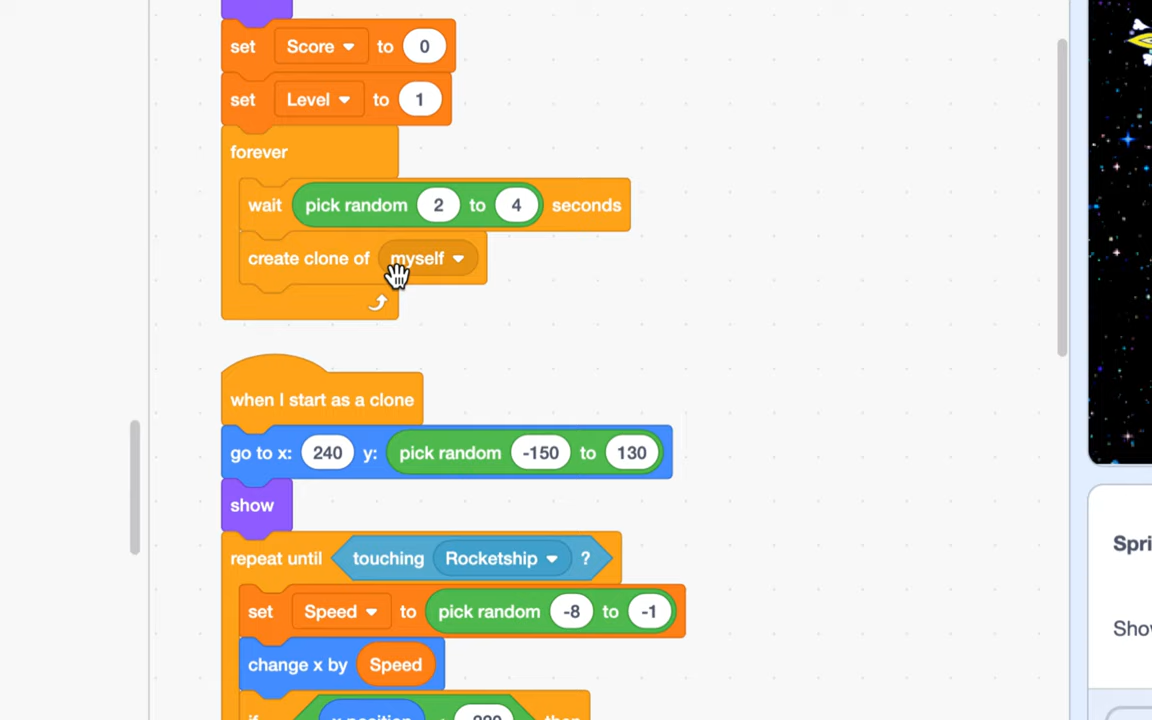 set Score to 0
set Level to 1
forever
wait pick random 2 to 4 seconds
create clone of myself
when I start as a clone
go to x: 240 y: pick random -150 to 130
show
repeat until touching Rocketship ?
Spri
set Speed to pick random -8 to -1
Sho
change x by Speed